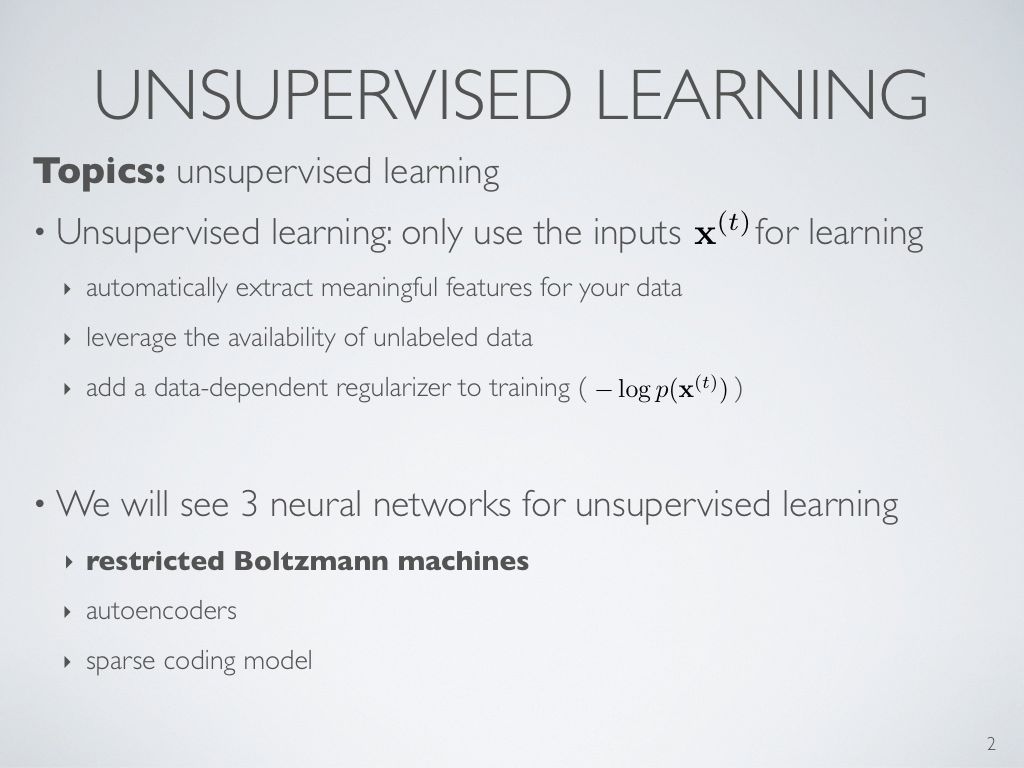 UNSUPERVISED LEARNING
Topics: unsupervised learning
• Unsupervised learning: only use the inputs x^(t) for learning
‣ automatically extract meaningful features for your data
‣ leverage the availability of unlabeled data
‣ add a data-dependent regularizer to training ( − log p(x^(t)) )
• We will see 3 neural networks for unsupervised learning
‣ restricted Boltzmann machines
‣ autoencoders
‣ sparse coding model
2